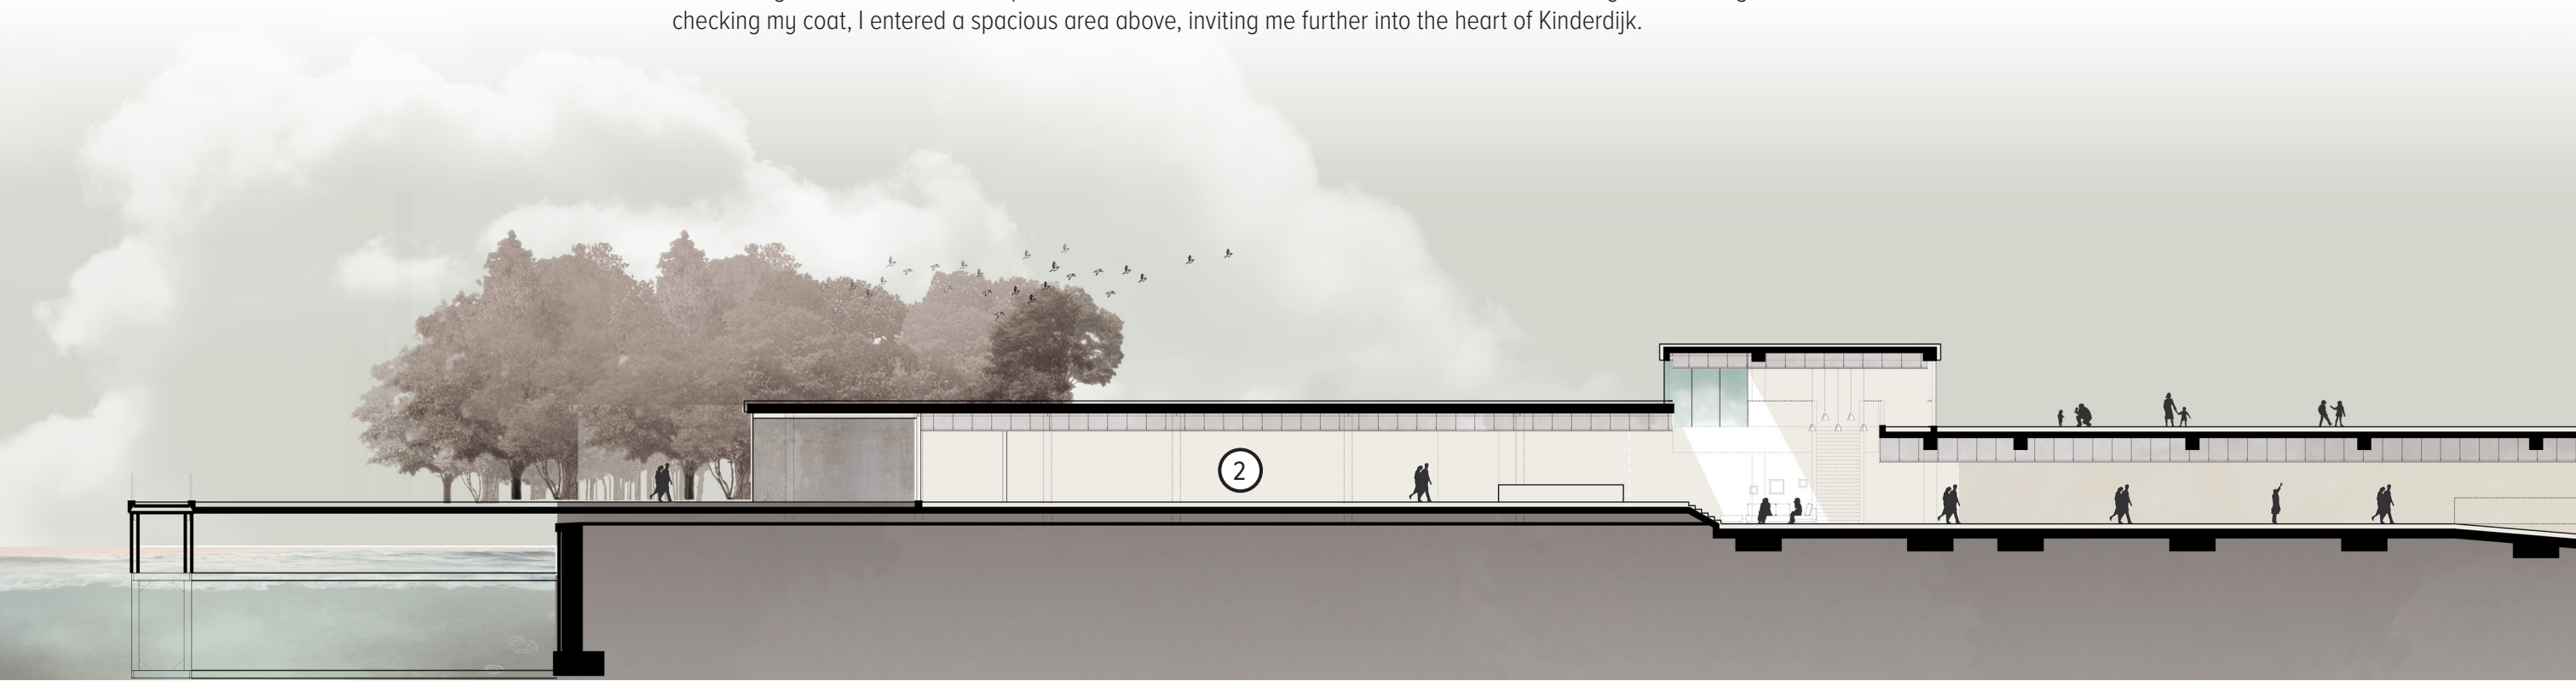 checking my coat, I entered a spacious area above, inviting me further into the heart of Kinderdijk.
2